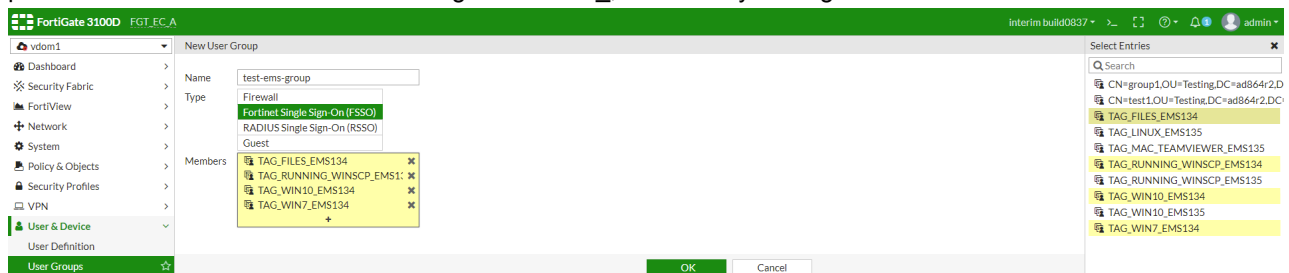 FortiGate 3100D FGT_EC_A
interim build0837
admin
vdom1
New User Group
Select Entries
Dashboard
Security Fabric
FortiView
Network
System
Policy & Objects
Security Profiles
VPN
User & Device
User Definition
User Groups
Name
test-ems-group
Type
Firewall
Fortinet Single Sign-On (FSSO)
RADIUS Single Sign-On (RSSO)
Guest
Members
TAG_FILES_EMS134
TAG_RUNNING_WINSCP_EMS13
TAG_WIN10_EMS134
TAG_WIN7_EMS134
+
OK
Cancel
Search
CN=group1,OU=Testing,DC=ad864r2,D
CN=test1,OU=Testing,DC=ad864r2,DC
TAG_FILES_EMS134
TAG_LINUX_EMS135
TAG_MAC_TEAMVIEWER_EMS135
TAG_RUNNING_WINSCP_EMS134
TAG_RUNNING_WINSCP_EMS135
TAG_WIN10_EMS134
TAG_WIN10_EMS135
TAG_WIN7_EMS134